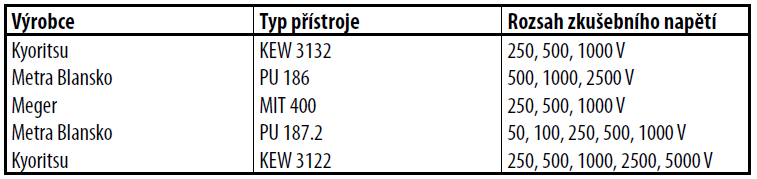 Výrobce Typ přístroje Rozsah zkušebního napětí
Kyoritsu KEW 3132 250, 500, 1000 V
Metra Blansko PU 186 500, 1000, 2500 V
Meger MIT 400 250, 500, 1000 V
Metra Blansko PU 187.2 50, 100, 250, 500, 1000 V
Kyoritsu KEW 3122 250, 500, 1000, 2500, 5000 V